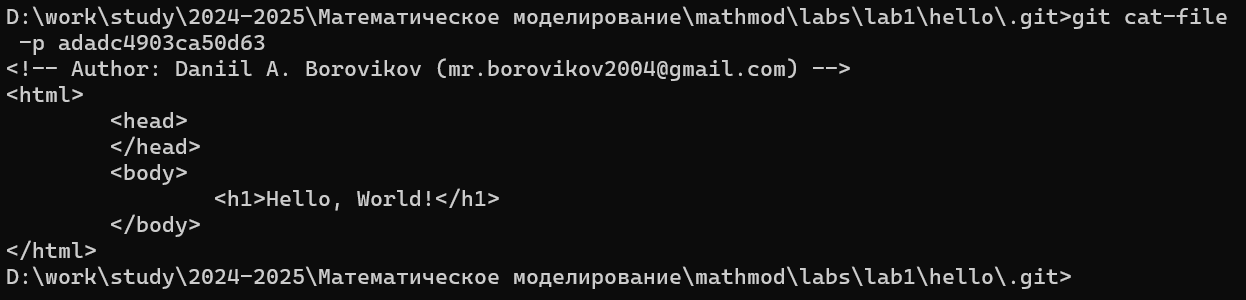 D:\work\study\2024-2025\Математическое моделирование\mathmod\labs\lab1\hello\.git>git cat-file
 -p adadc4903ca50d63
<!-- Author: Daniil A. Borovikov (mr.borovikov2004@gmail.com) -->
<html>
        <head>
        </head>
        <body>
                <h1>Hello, World!</h1>
        </body>
</html>
D:\work\study\2024-2025\Математическое моделирование\mathmod\labs\lab1\hello\.git>